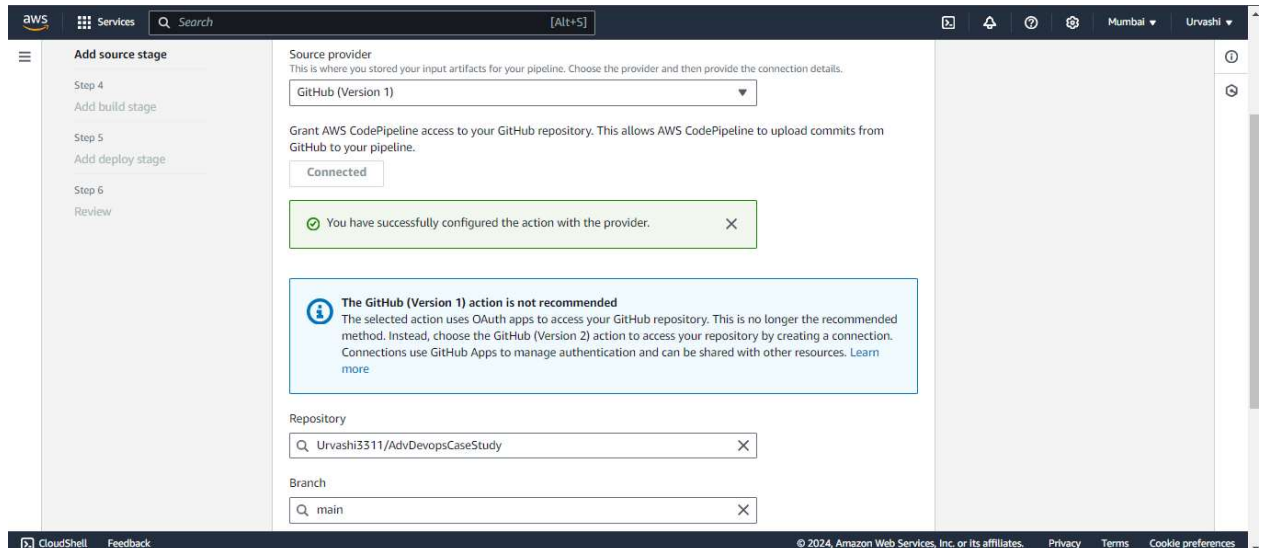 aws
Services
Search
[Alt+S]
Mumbai
Urvashi
Add source stage
Step 4
Add build stage
Step 5
Add deploy stage
Step 6
Review
Source provider
This is where you stored your input artifacts for your pipeline. Choose the provider and then provide the connection details.
GitHub (Version 1)
Grant AWS CodePipeline access to your GitHub repository. This allows AWS CodePipeline to upload commits from
GitHub to your pipeline.
Connected
You have successfully configured the action with the provider.
The GitHub (Version 1) action is not recommended
The selected action uses OAuth apps to access your GitHub repository. This is no longer the recommended
method. Instead, choose the GitHub (Version 2) action to access your repository by creating a connection.
Connections use GitHub Apps to manage authentication and can be shared with other resources. Learn
more
Repository
Urvashi3311/AdvDevopsCaseStudy
Branch
main
CloudShell
Feedback
© 2024, Amazon Web Services, Inc. or its affiliates.
Privacy
Terms
Cookie preferences